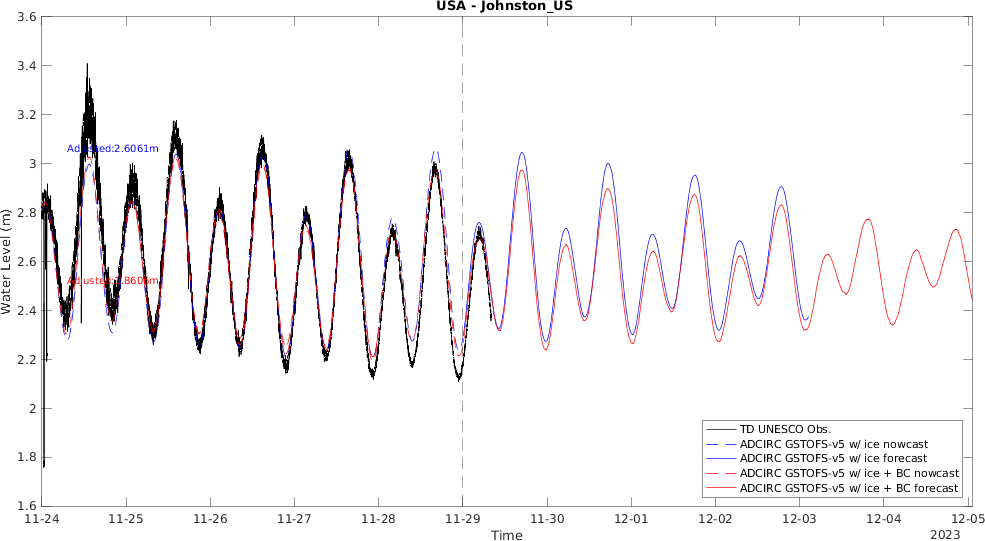 USA - Johnston_US
3.6
3.4
3.2
3
2.8
2.6
2.4
2.2
2
1.8
1.6
Water Level (m)
Adjusted:2.6061m
11-24
11-25
11-26
11-27
11-28
11-29
11-30
12-01
12-02
12-03
12-04
12-05
Time
2023
TD UNESCO Obs.
ADCIRC GSTOFS-v5 w/ ice nowcast
ADCIRC GSTOFS-v5 w/ ice forecast
ADCIRC GSTOFS-v5 w/ ice + BC nowcast
ADCIRC GSTOFS-v5 w/ ice + BC forecast